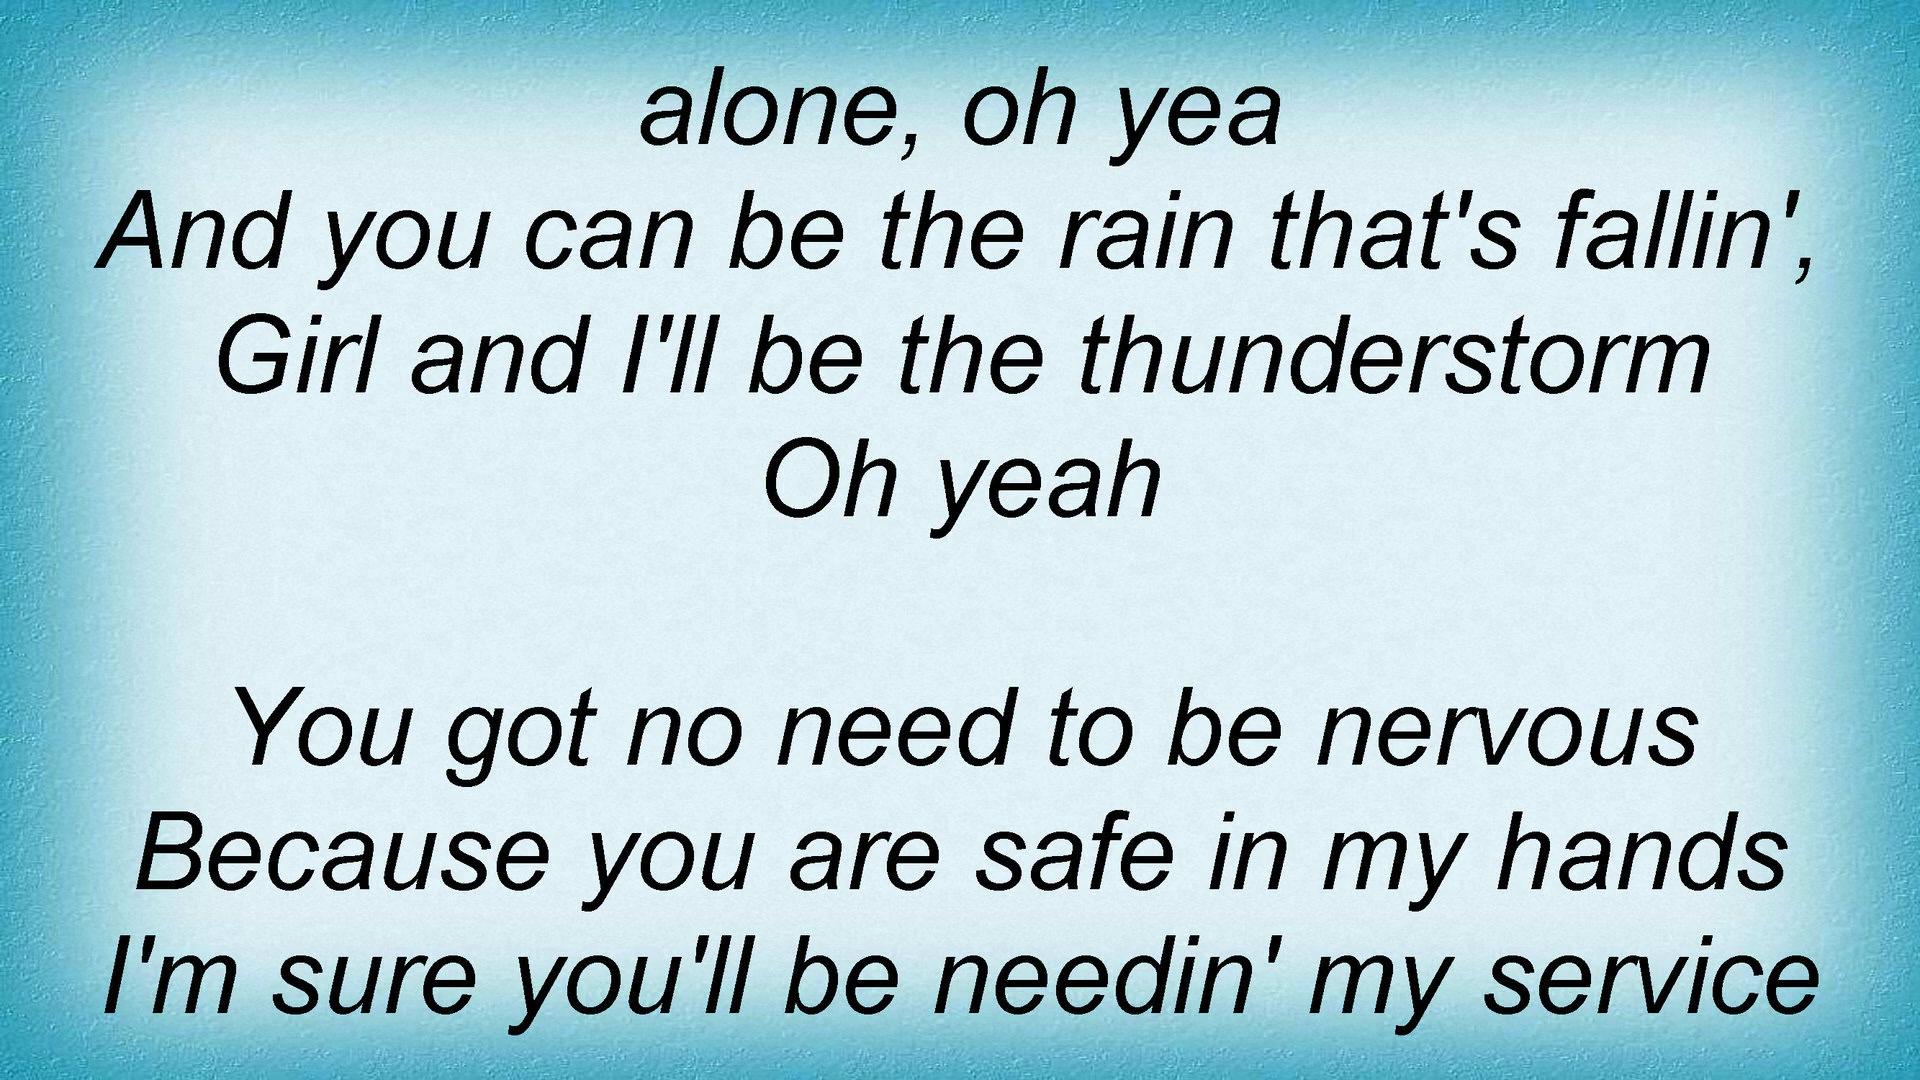 alone, oh yea
And you can be the rain that's fallin',
Girl and I'll be the thunderstorm
Oh yeah
You got no need to be nervous
Because you are safe in my hands
I'm sure you'll be needin' my service